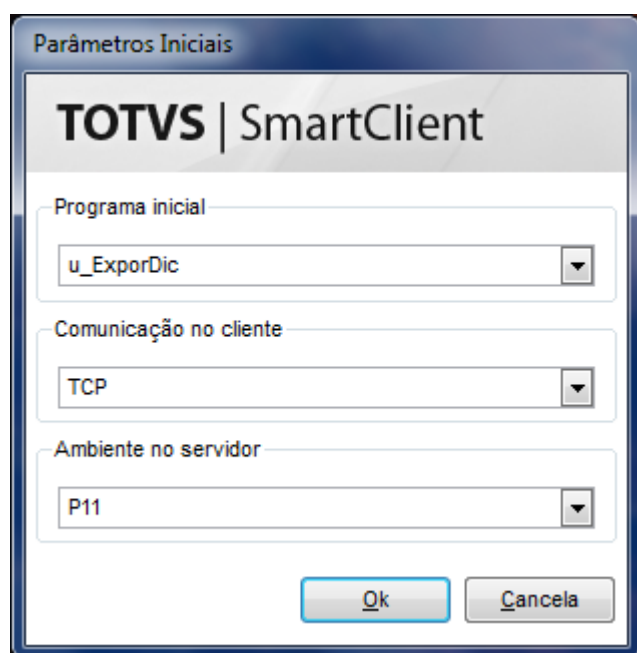 Parâmetros Iniciais
TOTVS | SmartClient
Programa inicial
u_ExporDic
Comunicação no cliente
TCP
Ambiente no servidor
P11
Ok
Cancela